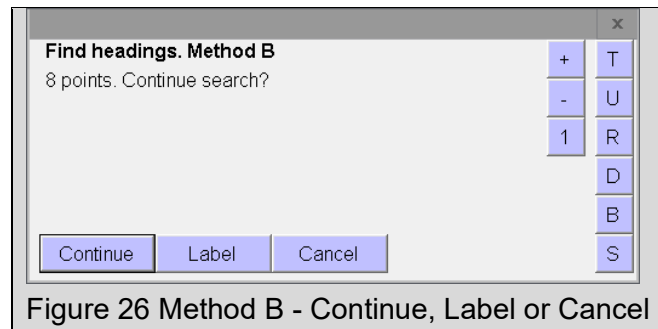 x
Find headings. Method B
8 points. Continue search?
+ T
- U
1 R
D
B
Continue Label Cancel S
Figure 26 Method B - Continue, Label or Cancel